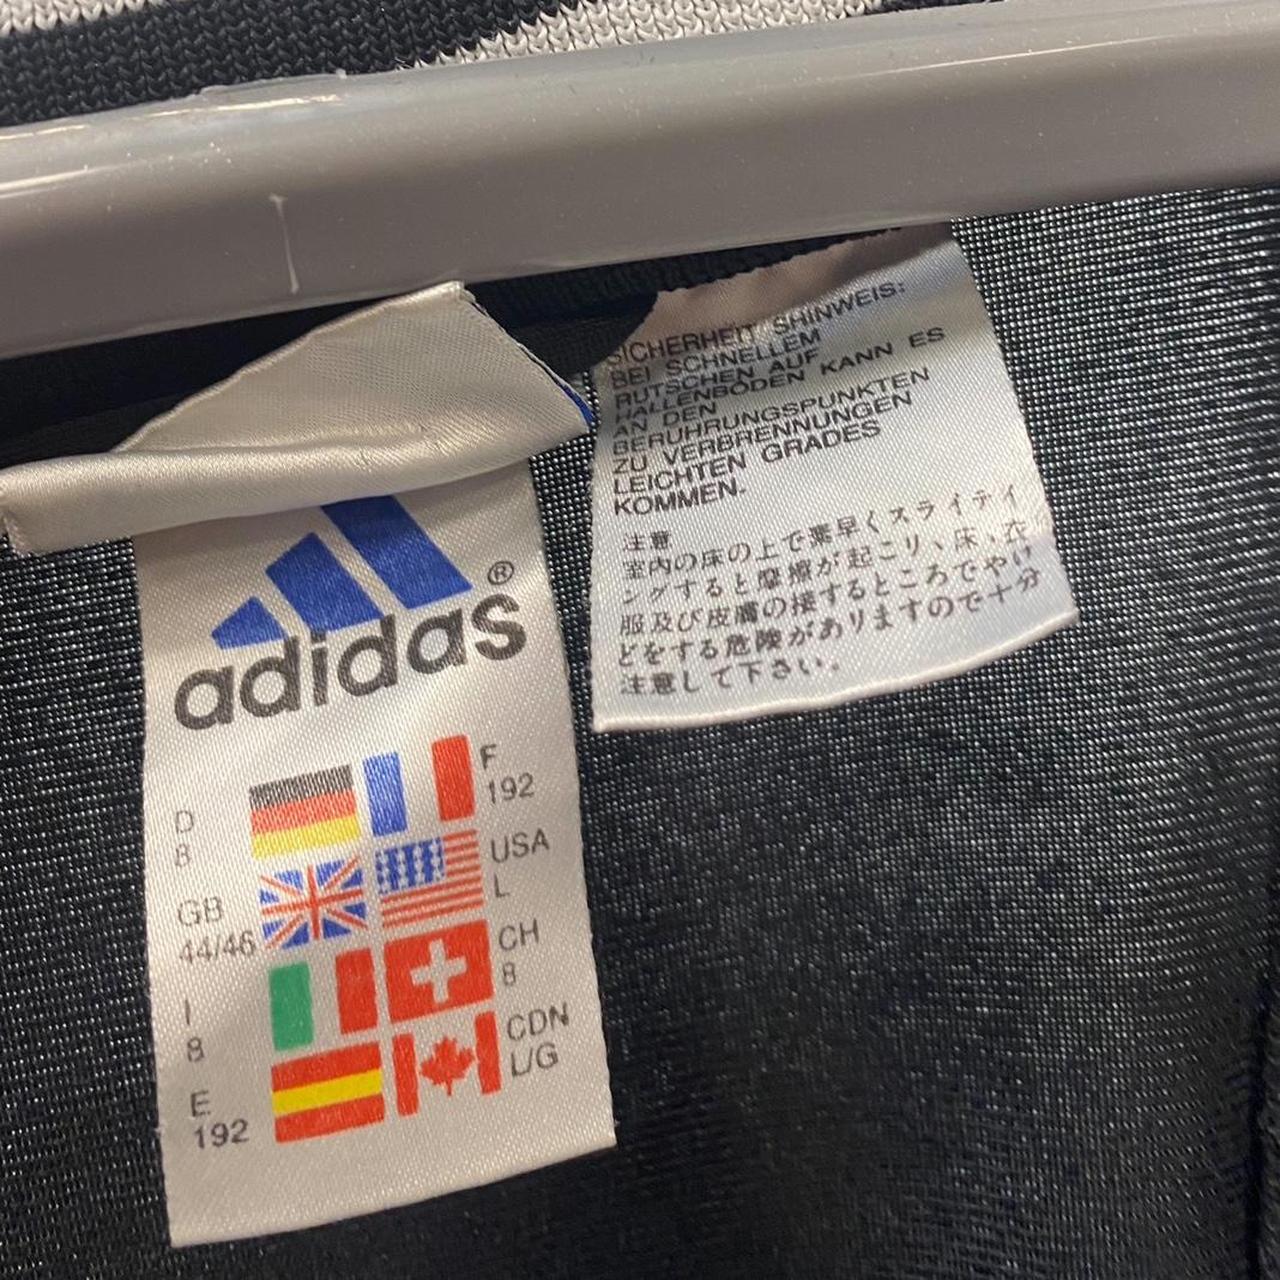 adidas®
D
8
F
192
GB
44/46
USA
L
I
8
CH
8
E
192
CDN
L/G
SICHERHEITSHINWEIS:
BEI SCHNELLEM
RUTSCHEN AUF
HALLENBÖDEN KANN ES
AN DEN
BERÜHRUNGSPUNKTEN
ZU VERBRENNUNGEN
LEICHTEN GRADES
KOMMEN.
注意
室内の床の上で素早くスライディ
ングすると摩擦が起こり、床、衣
服及び皮膚の接するところでやけ
どをする危険がありますので十分
注意して下さい。